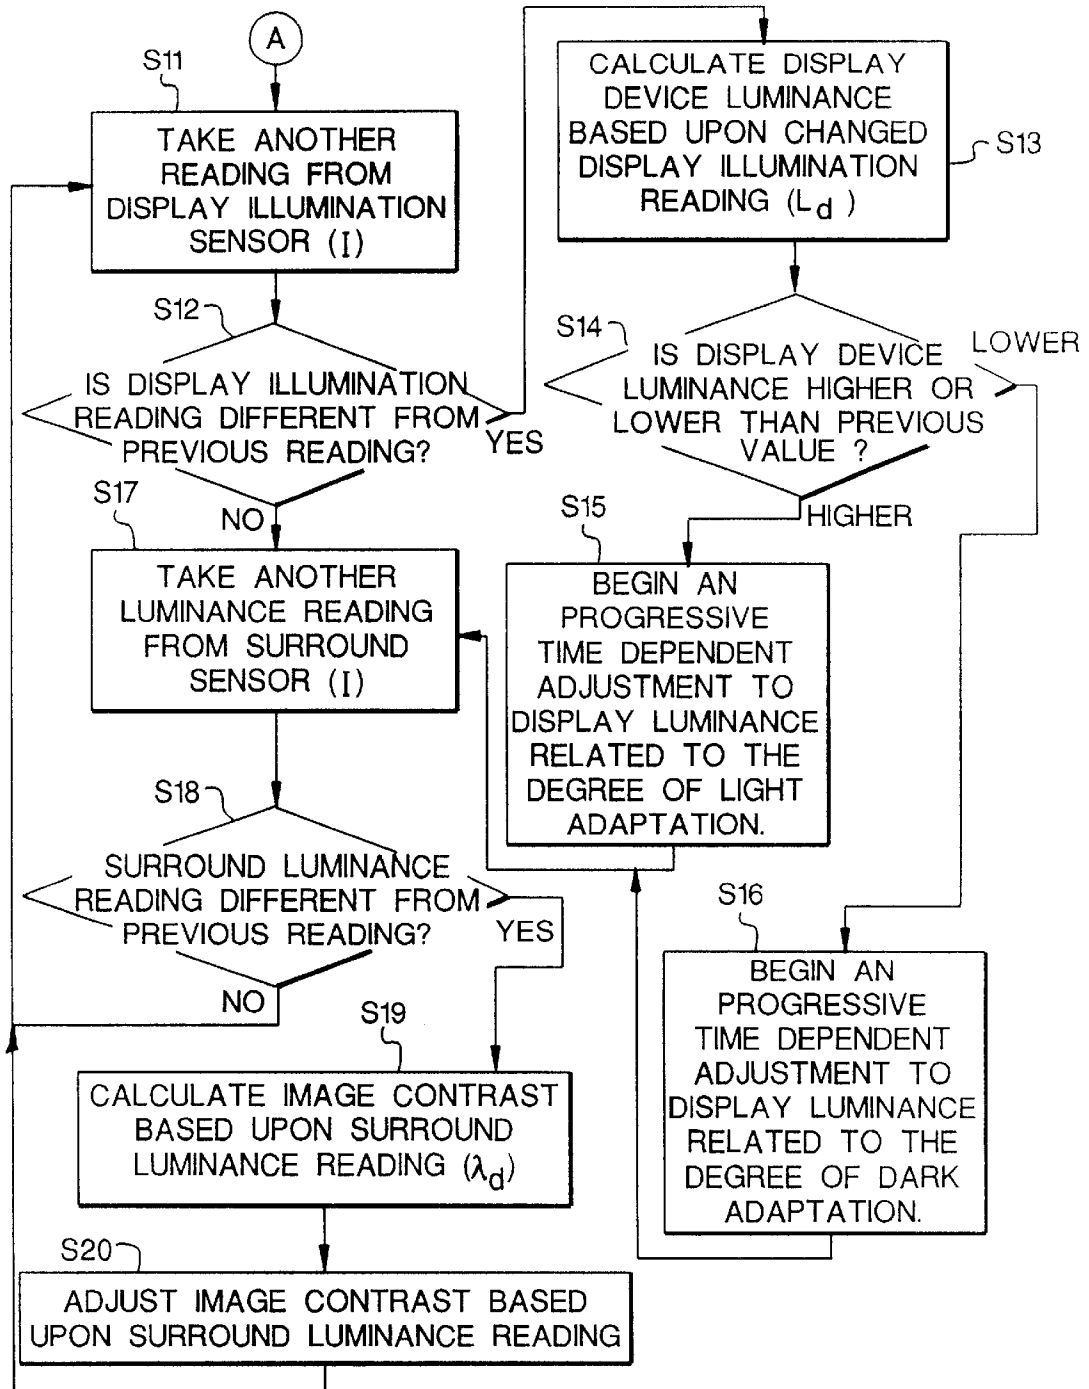 A
S11
TAKE ANOTHER
READING FROM
DISPLAY ILLUMINATION
SENSOR (I)
S12
IS DISPLAY ILLUMINATION
READING DIFFERENT FROM
PREVIOUS READING?
YES
NO
CALCULATE DISPLAY
DEVICE LUMINANCE
BASED UPON CHANGED
DISPLAY ILLUMINATION
READING (Ld)
S13
S14
IS DISPLAY DEVICE
LUMINANCE HIGHER OR
LOWER THAN PREVIOUS
VALUE ?
LOWER
HIGHER
S15
BEGIN AN
PROGRESSIVE
TIME DEPENDENT
ADJUSTMENT TO
DISPLAY LUMINANCE
RELATED TO THE
DEGREE OF LIGHT
ADAPTATION.
S16
BEGIN AN
PROGRESSIVE
TIME DEPENDENT
ADJUSTMENT TO
DISPLAY LUMINANCE
RELATED TO THE
DEGREE OF DARK
ADAPTATION.
S17
TAKE ANOTHER
LUMINANCE READING
FROM SURROUND
SENSOR (I)
S18
SURROUND LUMINANCE
READING DIFFERENT FROM
PREVIOUS READING?
YES
NO
S19
CALCULATE IMAGE CONTRAST
BASED UPON SURROUND
LUMINANCE READING (λd)
S20
ADJUST IMAGE CONTRAST BASED
UPON SURROUND LUMINANCE READING